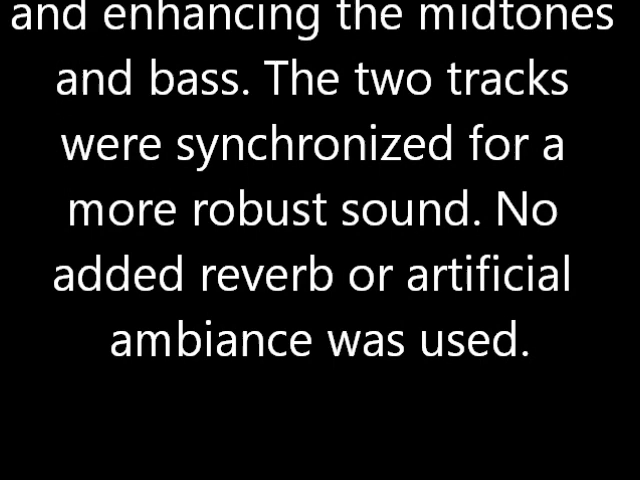 and enhancing the midtones
and bass. The two tracks
were synchronized for a
more robust sound. No
added reverb or artificial
ambiance was used.